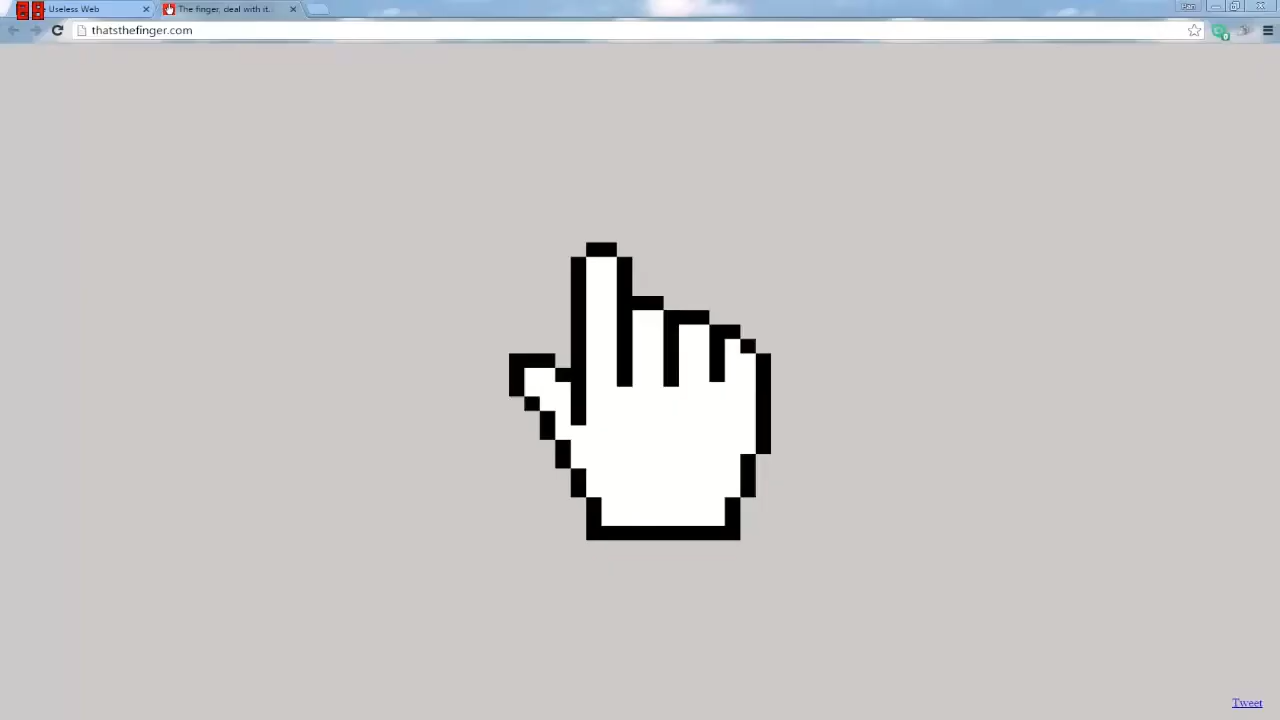 Useless Web
The finger, deal with it.
thatsthefinger.com
Tweet